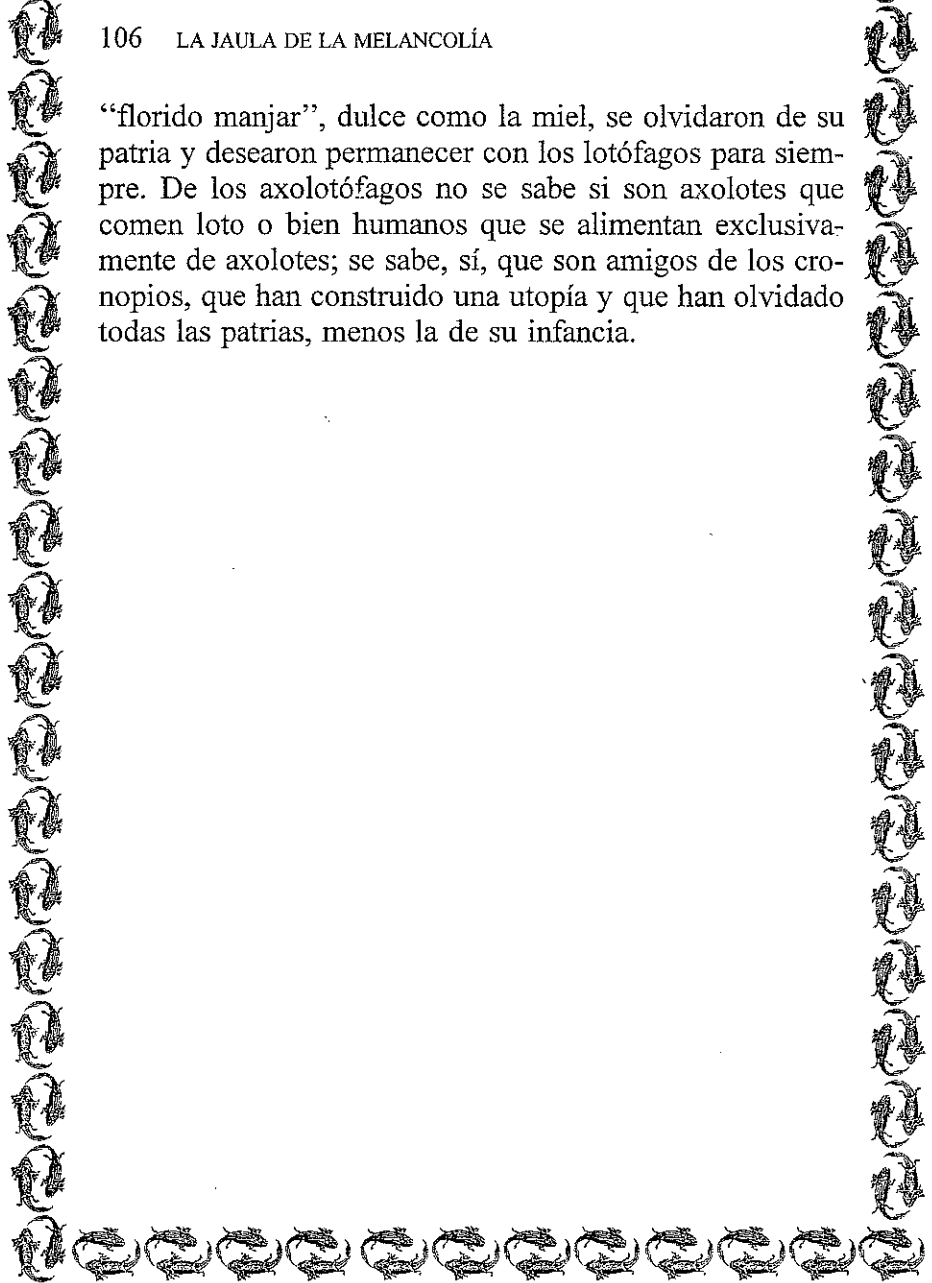 106 LA JAULA DE LA MELANCOLÍA
“florido manjar”, dulce como la miel, se olvidaron de su
patria y desearon permanecer con los lotófagos para siem-
pre. De los axolotófagos no se sabe si son axolotes que
comen loto o bien humanos que se alimentan exclusiva-
mente de axolotes; se sabe, sí, que son amigos de los cro-
nopios, que han construido una utopía y que han olvidado
todas las patrias, menos la de su infancia.